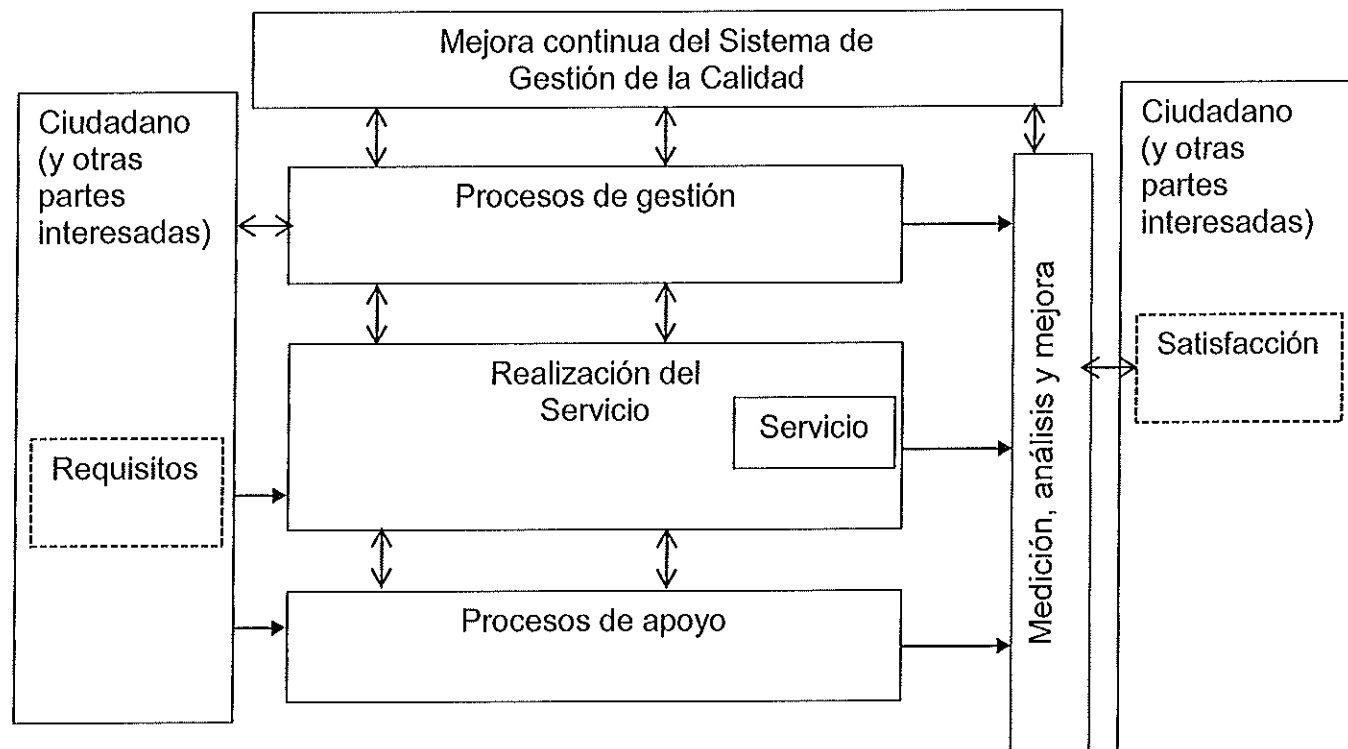 Mejora continua del Sistema de
Gestión de la Calidad
Ciudadano
(y otras
partes
interesadas)
Requisitos
Procesos de gestión
Realización del
Servicio
Servicio
Procesos de apoyo
Medición, análisis y mejora
Ciudadano
(y otras
partes
interesadas)
Satisfacción